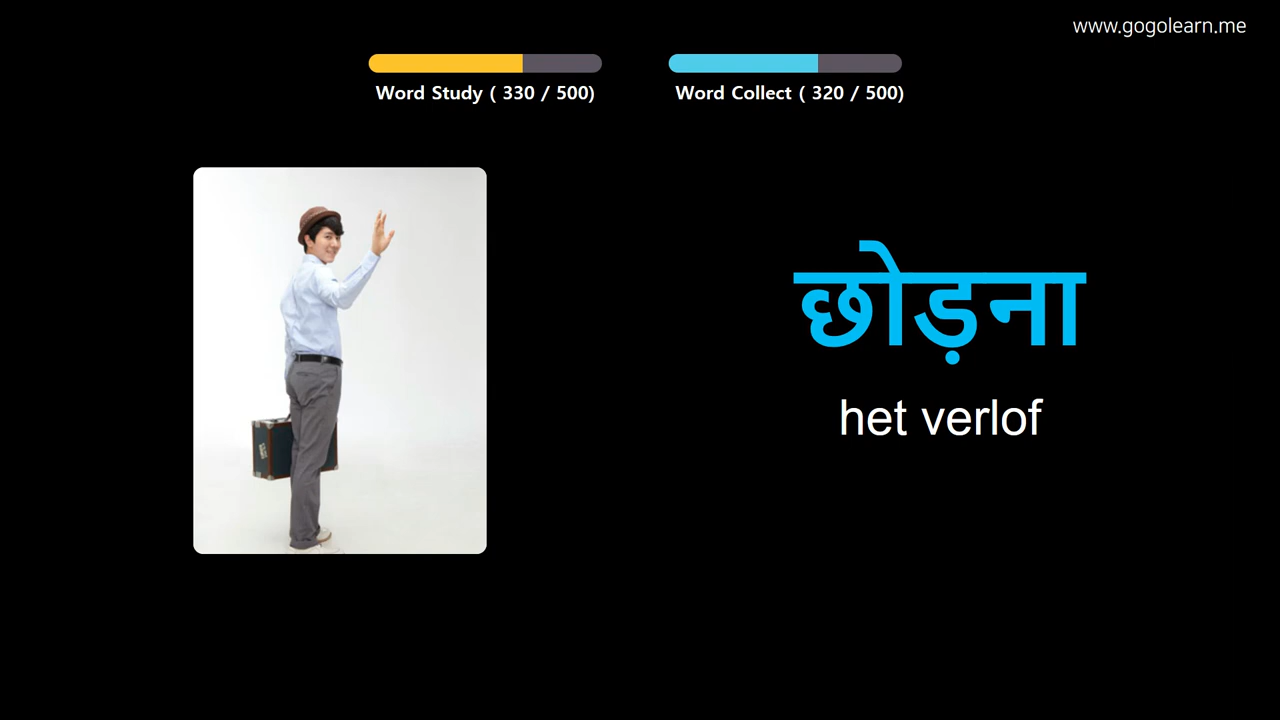 www.gogolearn.me
Word Study ( 330 / 500)
Word Collect ( 320 / 500)
छोड़ना
het verlof